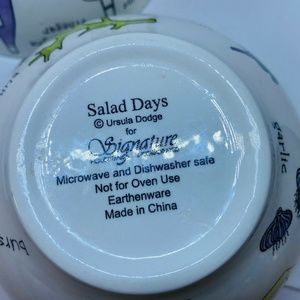 Salad Days
© Ursula Dodge
for
Signature
Microwave and Dishwasher safe
Not for Oven Use
Earthenware
Made in China
garlic